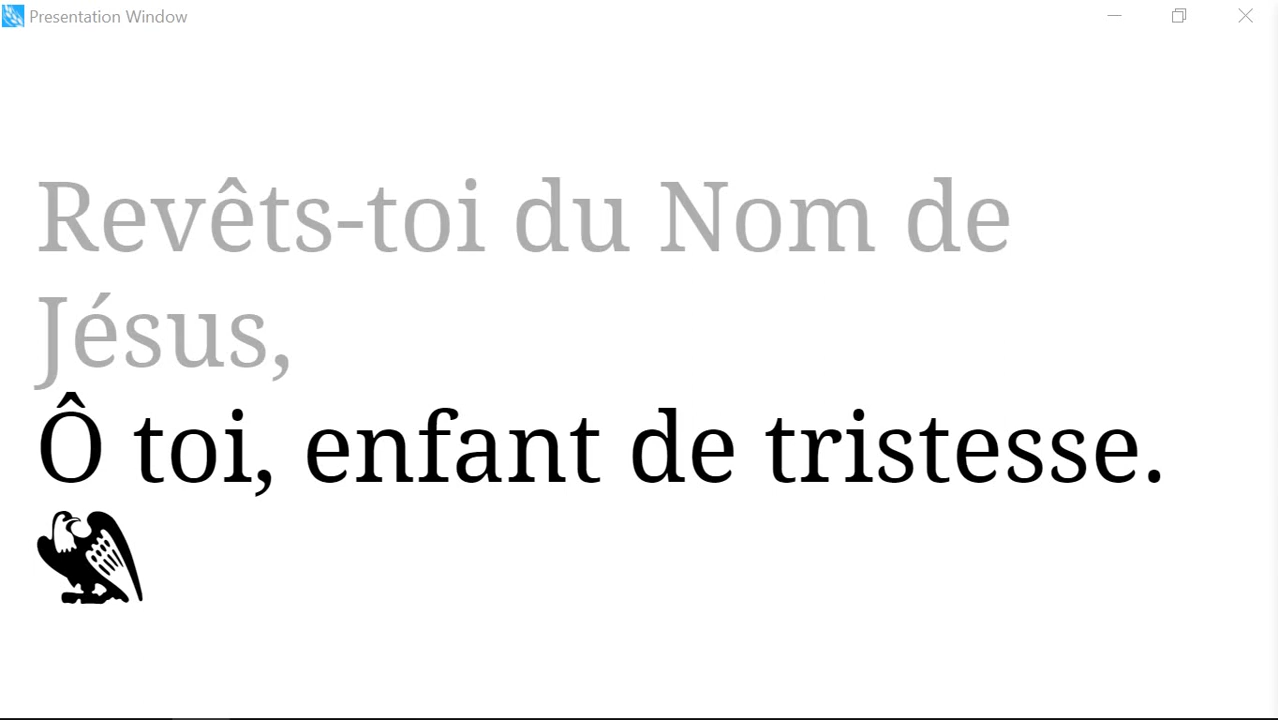 Presentation Window
Revêts-toi du Nom de
Jésus,
Ô toi, enfant de tristesse.